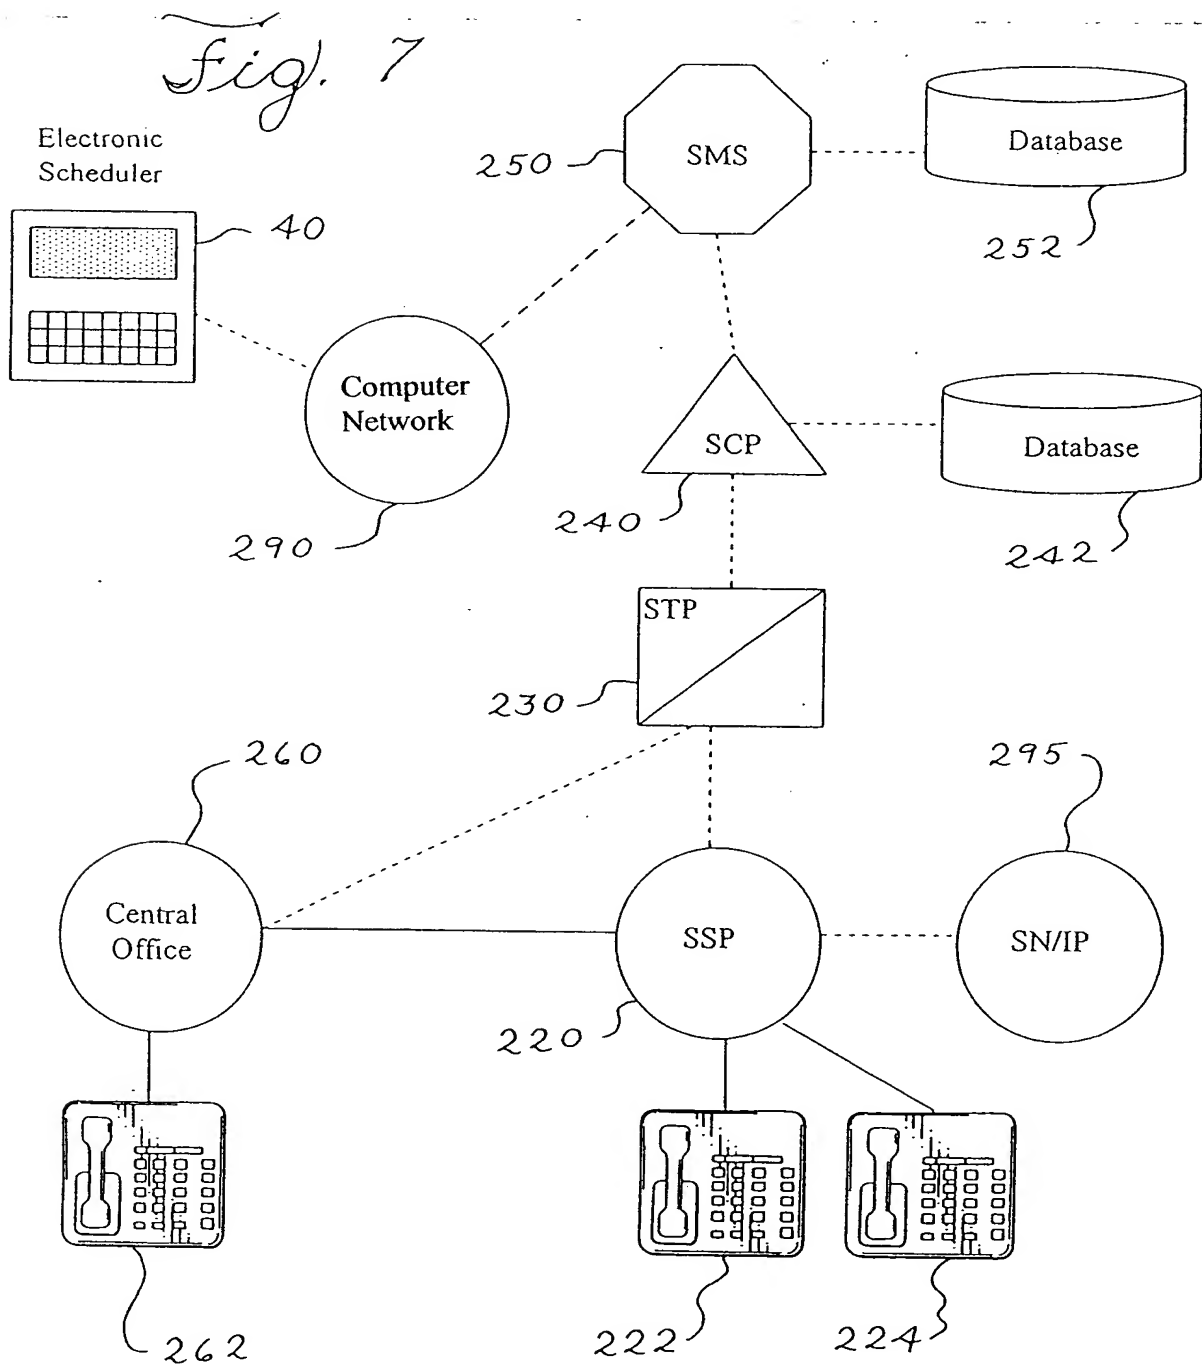 Fig. 7
Electronic
Scheduler
40
250
SMS
Database
252
Computer
Network
290
SCP
240
Database
242
STP
230
260
295
Central
Office
SSP
220
SN/IP
262
222
224